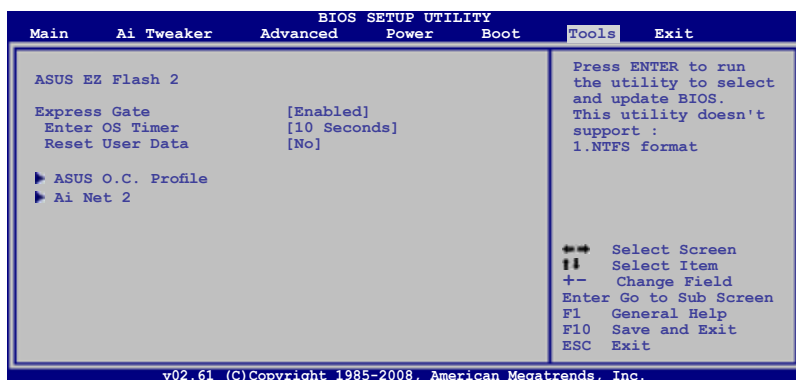 BIOS SETUP UTILITY
Main Ai Tweaker Advanced Power Boot Tools Exit
ASUS EZ Flash 2
Express Gate [Enabled]
Enter OS Timer [10 Seconds]
Reset User Data [No]
ASUS O.C. Profile
Ai Net 2
Press ENTER to run
the utility to select
and update BIOS.
This utility doesn't
support :
1.NTFS format
Select Screen
Select Item
+- Change Field
Enter Go to Sub Screen
F1 General Help
F10 Save and Exit
ESC Exit
v02.61 (C)Copyright 1985-2008, American Megatrends, Inc.